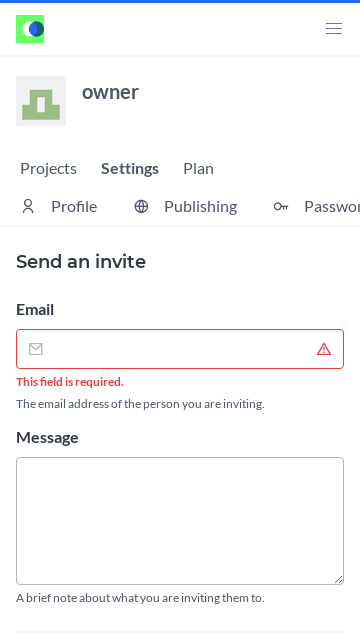 owner
Projects Settings Plan
Profile Publishing Passwor
Send an invite
Email
This field is required.
The email address of the person you are inviting.
Message
A brief note about what you are inviting them to.